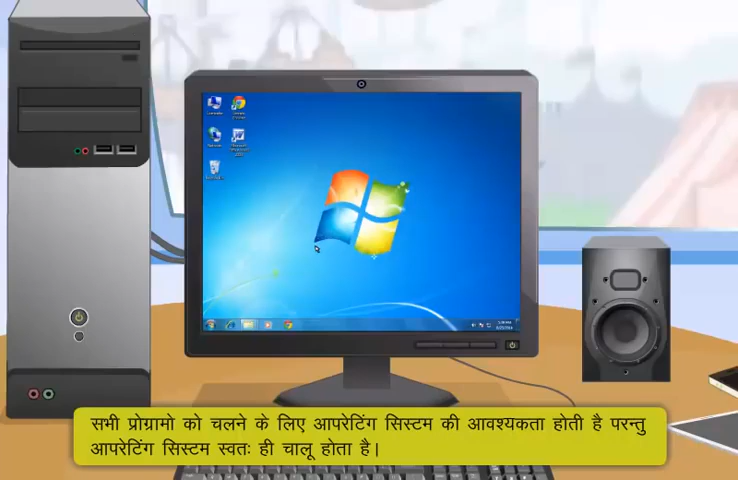 सभी प्रोग्रामो को चलने के लिए आपरेटिंग सिस्टम की आवश्यकता होती है परन्तु
आपरेटिंग सिस्टम स्वतः ही चालू होता है।